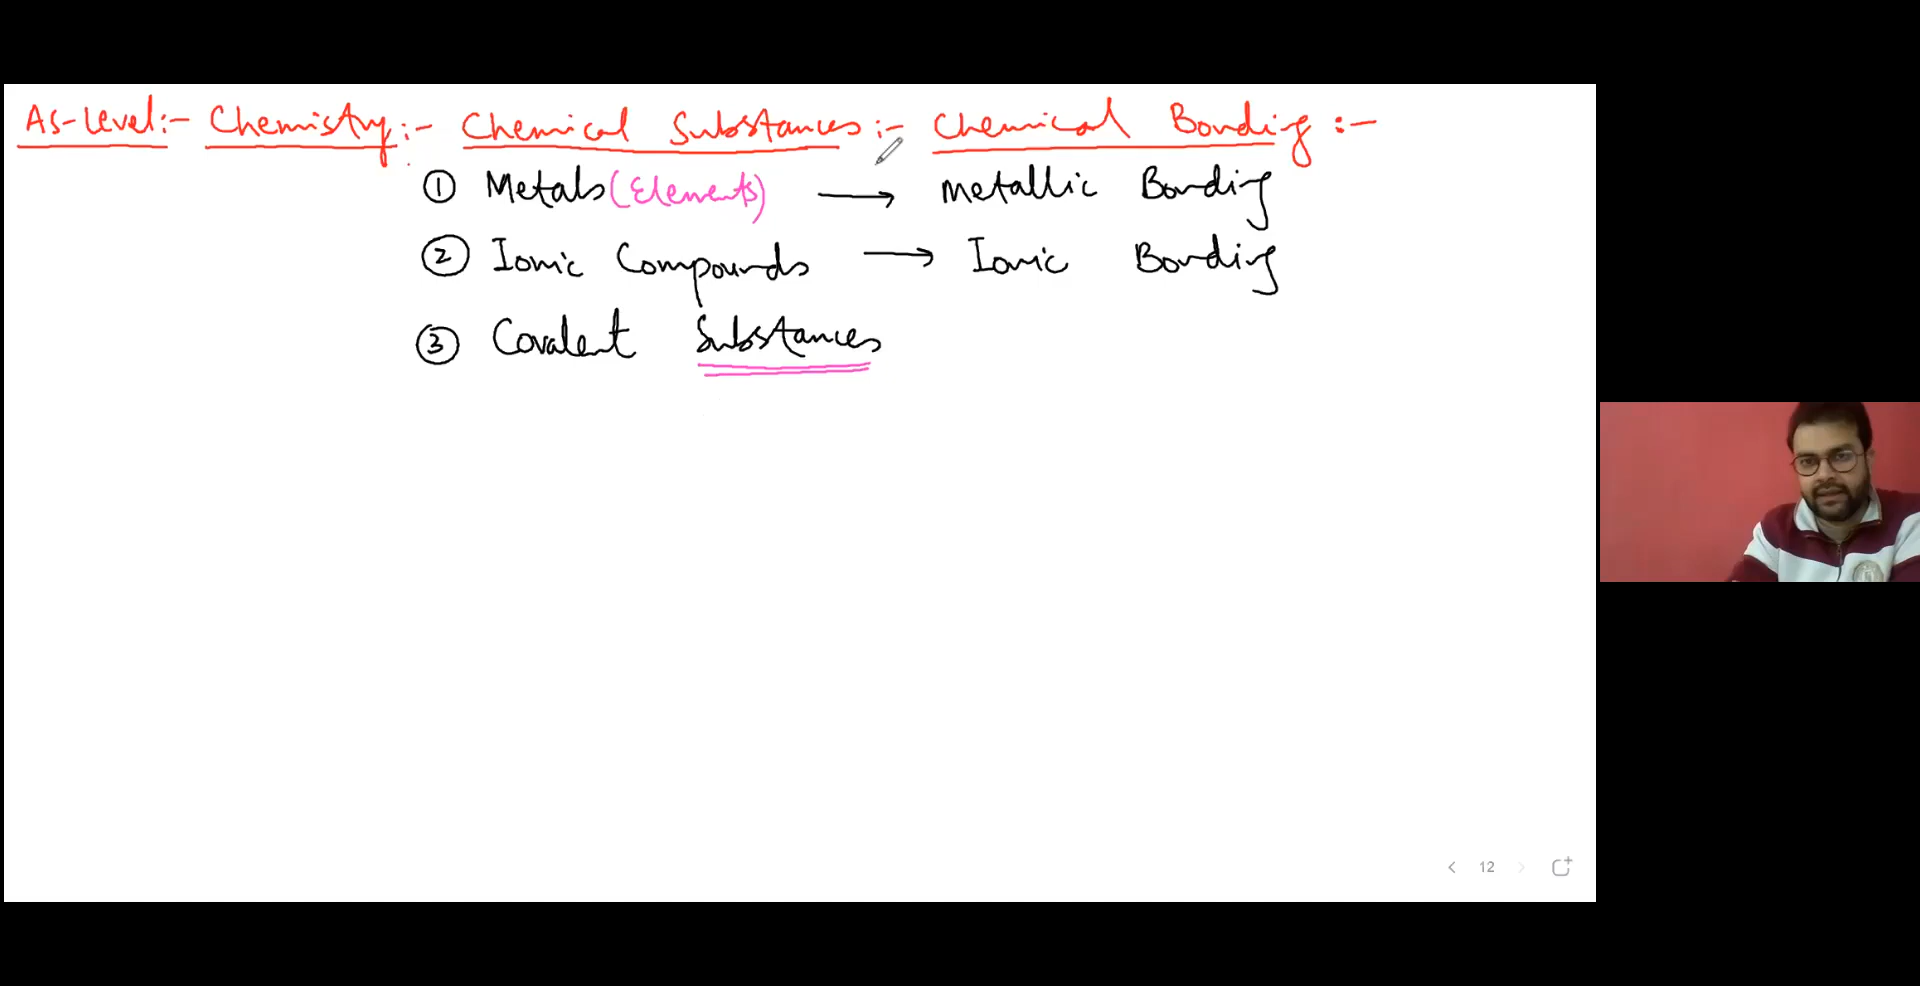 As-Level:- Chemistry:- Chemical Substances:- Chemical Bonding:-
① Metals (Elements) → Metallic Bonding
② Ionic Compounds → Ionic Bonding
③ Covalent Substances
12